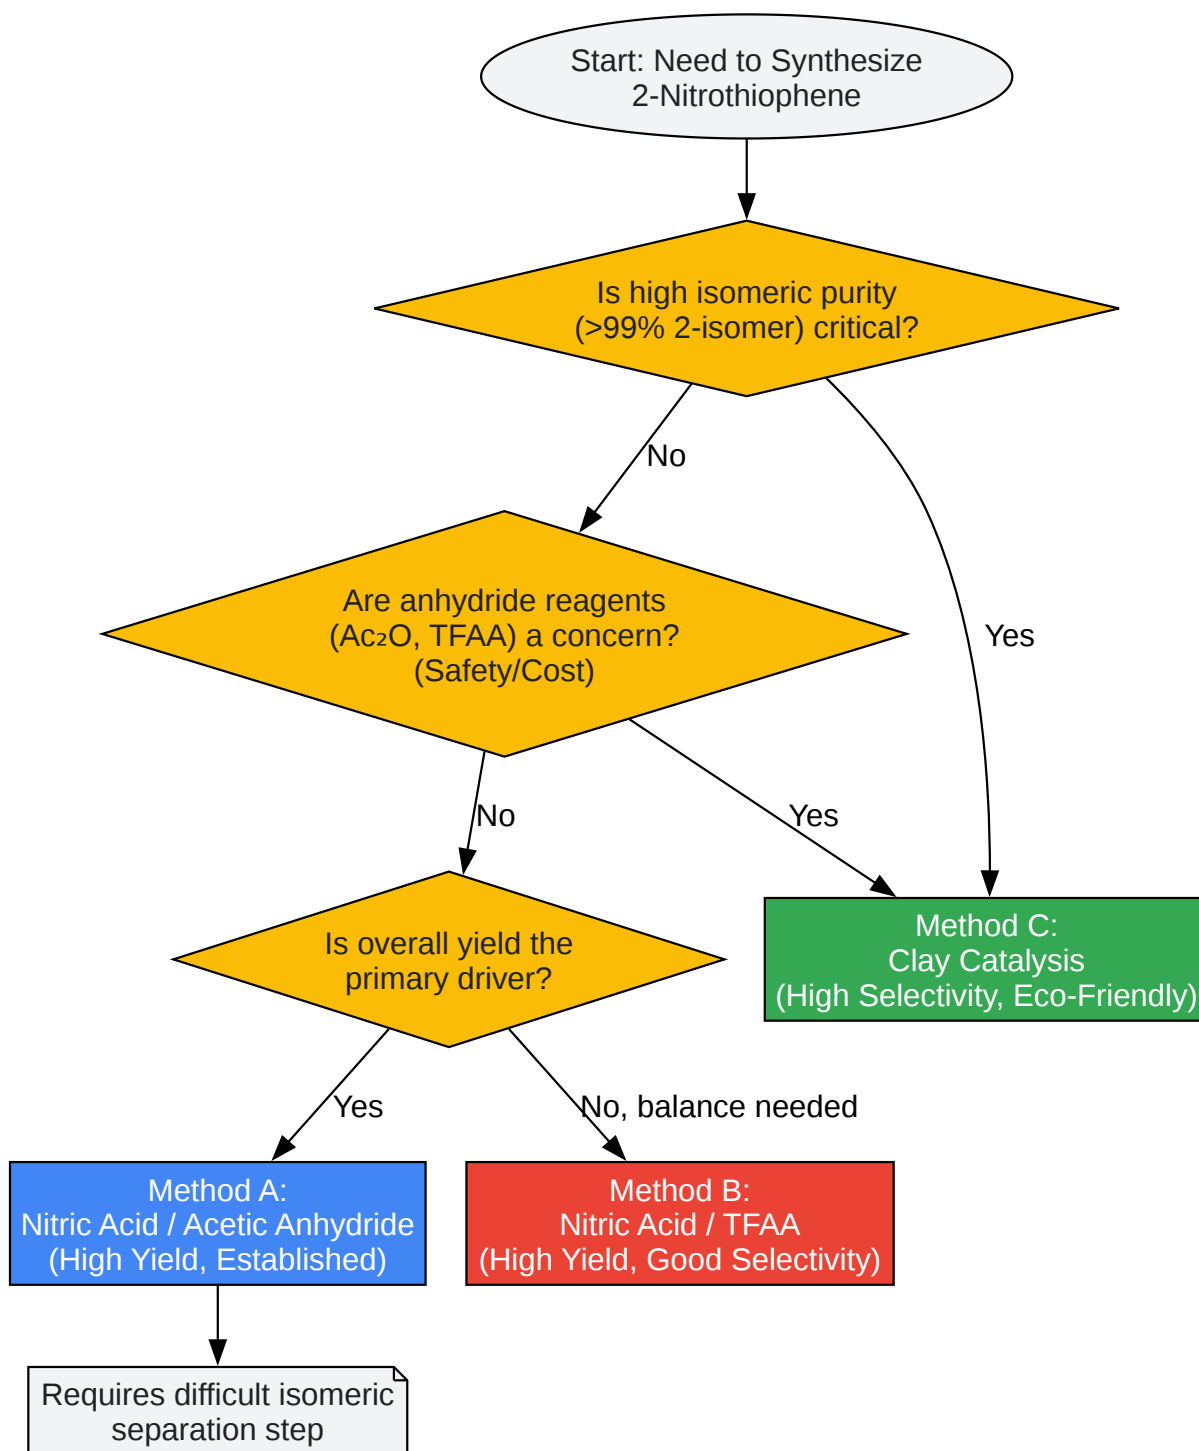 Start: Need to Synthesize
2-Nitrothiophene
Is high isomeric purity
(>99% 2-isomer) critical?
No
Are anhydride reagents
(Ac₂O, TFAA) a concern?
(Safety/Cost)
Yes
No
Yes
Is overall yield the
primary driver?
Method C:
Clay Catalysis
(High Selectivity, Eco-Friendly)
Yes
No, balance needed
Method A:
Nitric Acid / Acetic Anhydride
(High Yield, Established)
Method B:
Nitric Acid / TFAA
(High Yield, Good Selectivity)
Requires difficult isomeric
separation step